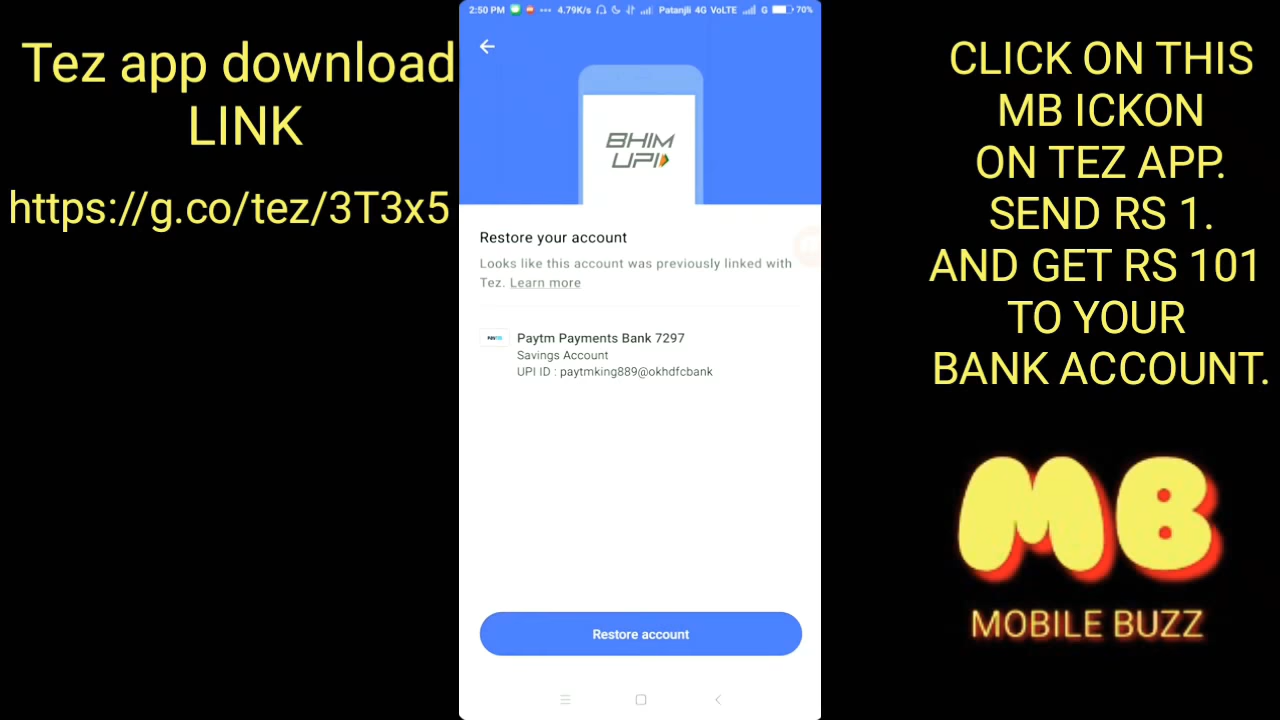 Tez app download
LINK
https://g.co/tez/3T3x5
2:50 PM ••• 4.79K/s Patanjli 4G VoLTE G 70%
BHIM
UPI
Restore your account
Looks like this account was previously linked with
Tez. Learn more
PAYTM
Paytm Payments Bank 7297
Savings Account
UPI ID : paytmking889@okhdfcbank
Restore account
CLICK ON THIS
MB ICKON
ON TEZ APP.
SEND RS 1.
AND GET RS 101
TO YOUR
BANK ACCOUNT.
MB
MOBILE BUZZ